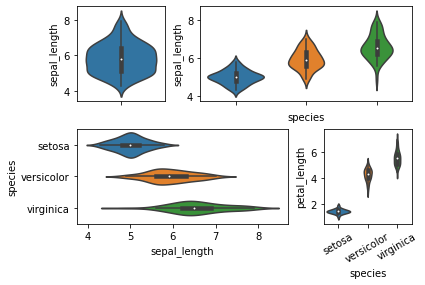 sepal_length
8
6
4
sepal_length
8
6
4
species
species
setosa
versicolor
virginica
4 5 6 7 8
sepal_length
petal_length
6
4
2
setosa
versicolor
virginica
species